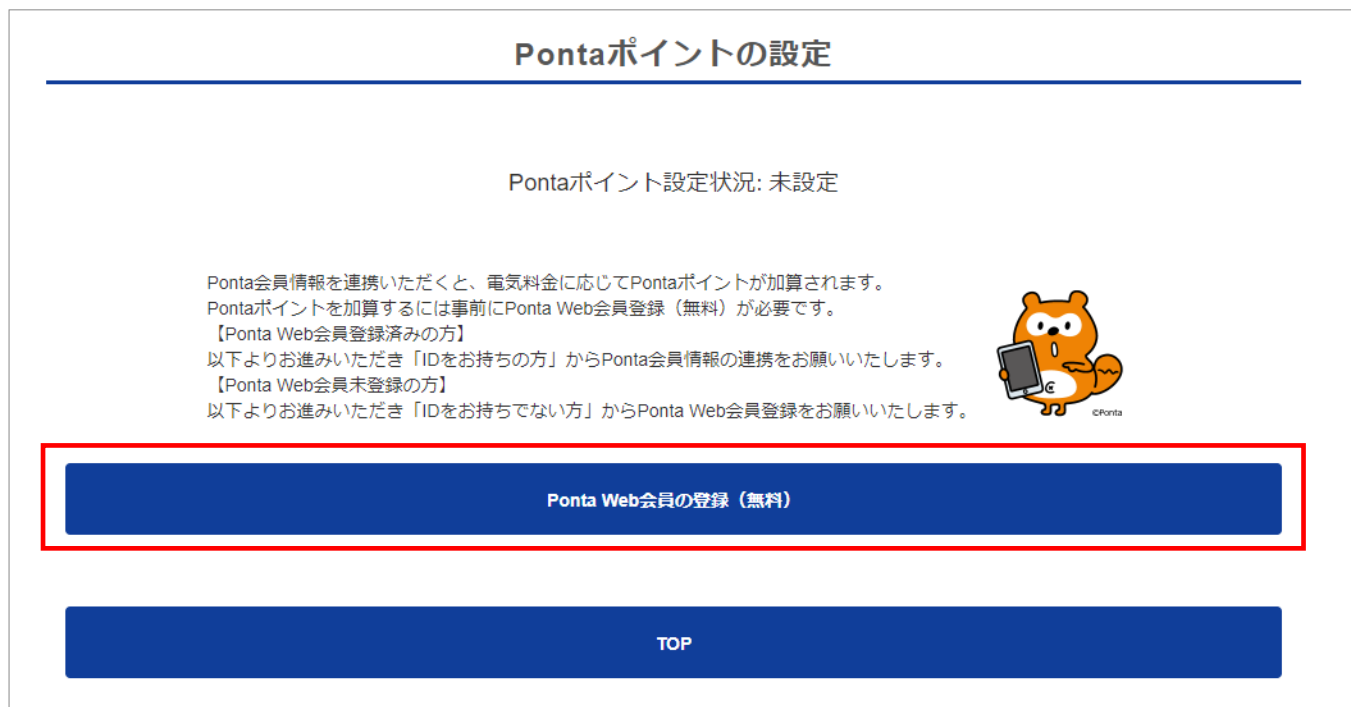 Pontaポイントの設定
Pontaポイント設定状況: 未設定
Ponta会員情報を連携いただくと、電気料金に応じてPontaポイントが加算されます。
Pontaポイントを加算するには事前にPonta Web会員登録（無料）が必要です。
【Ponta Web会員登録済みの方】
以下よりお進みいただき「IDをお持ちの方」からPonta会員情報の連携をお願いいたします。
【Ponta Web会員未登録の方】
以下よりお進みいただき「IDをお持ちでない方」からPonta Web会員登録をお願いいたします。
©Ponta
Ponta Web会員の登録（無料）
TOP